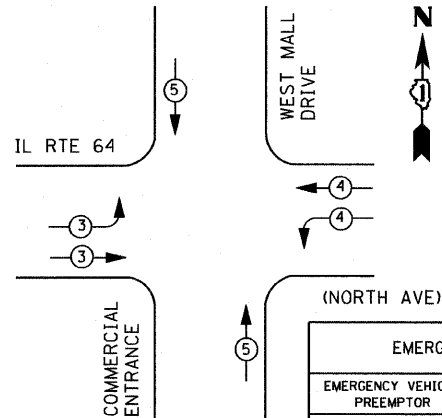 N
1
5
WEST MALL
DRIVE
IL RTE 64
4
3
4
3
(NORTH AVE)
COMMERCIAL
ENTRANCE
5
EMERG
EMERGENCY VEHIC
PREEMPTOR